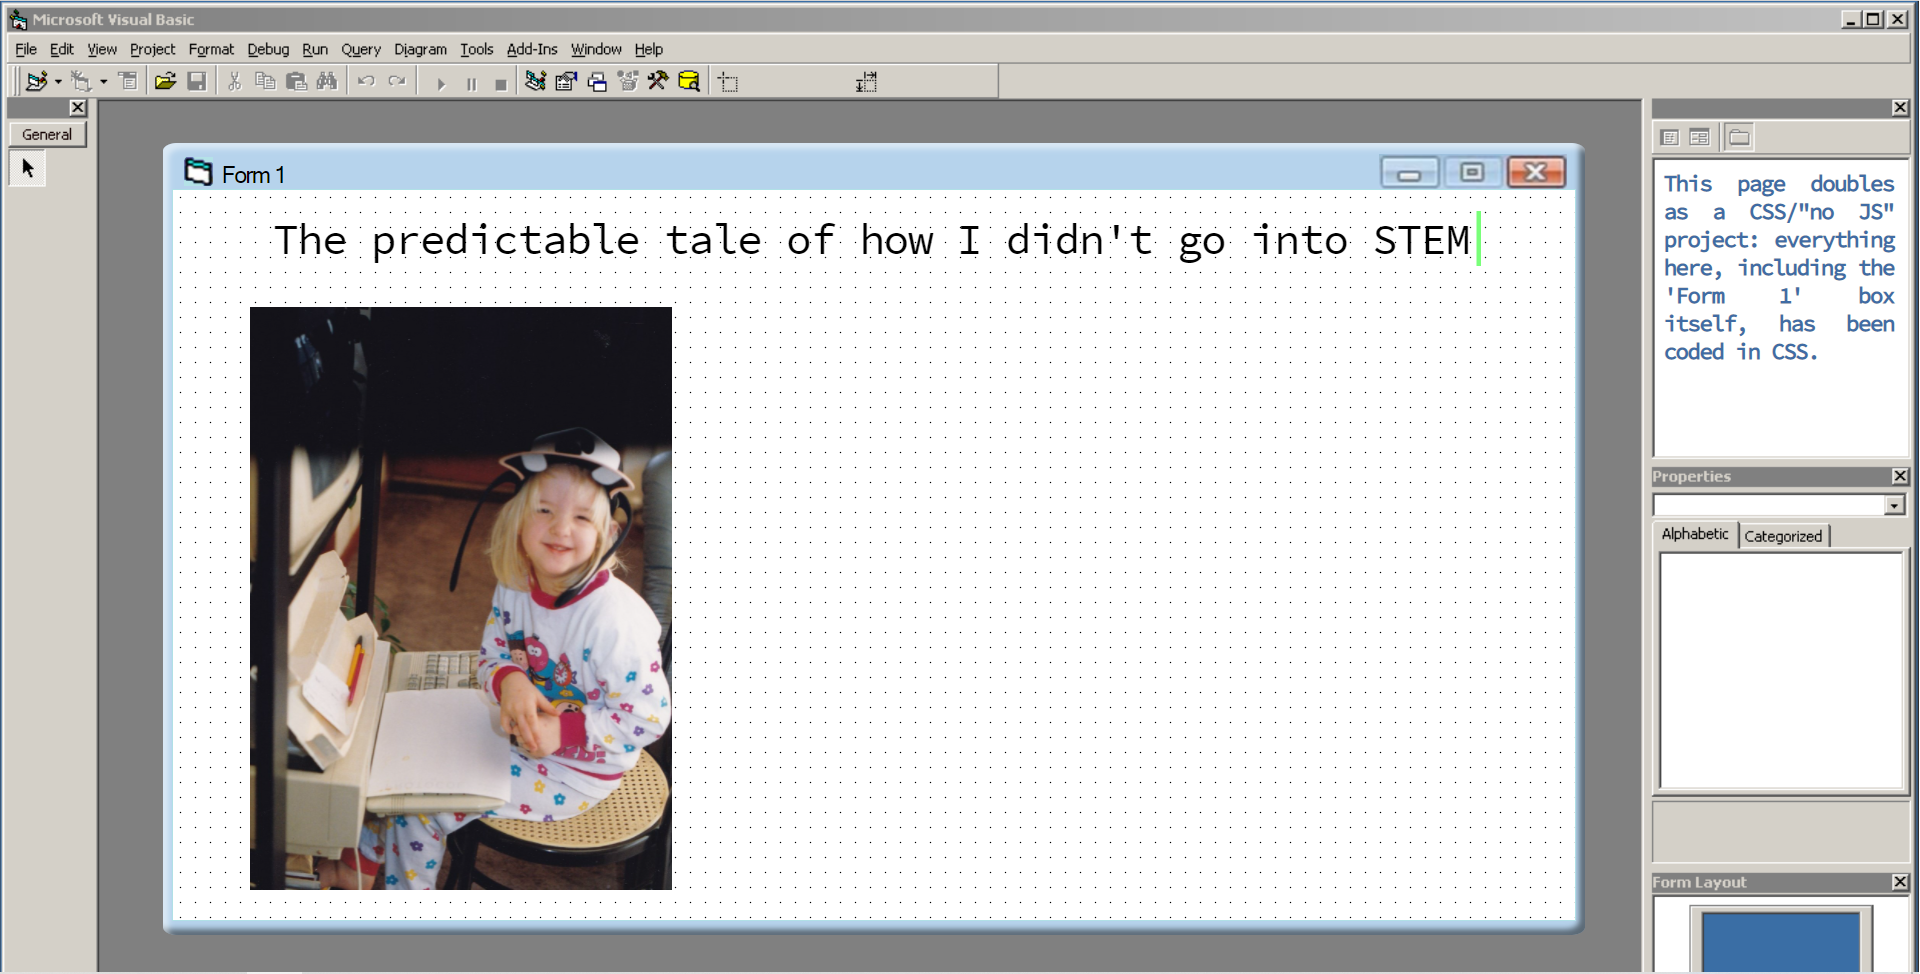 Microsoft Visual Basic
File Edit View Project Format Debug Run Query Diagram Tools Add-Ins Window Help
General
Form 1
The predictable tale of how I didn't go into STEM
This page doubles
as a CSS/"no JS"
project: everything
here, including the
'Form 1' box
itself, has been
coded in CSS.
Properties
Alphabetic Categorized
Form Layout